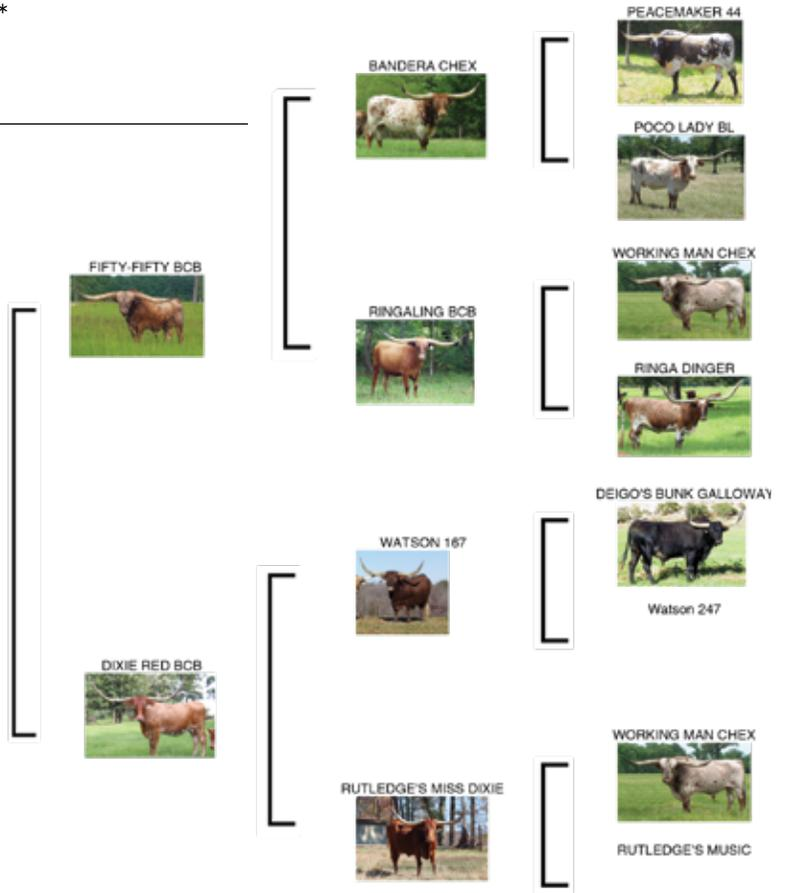 *
PEACEMAKER 44
BANDERA CHEX
POCO LADY BL
FIFTY-FIFTY BCB
WORKING MAN CHEX
RINGALING BCB
RINGA DINGER
DEIGO'S BUNK GALLOWAY
WATSON 167
Watson 247
DIXIE RED BCB
WORKING MAN CHEX
RUTLEDGE'S MISS DIXIE
RUTLEDGE'S MUSIC